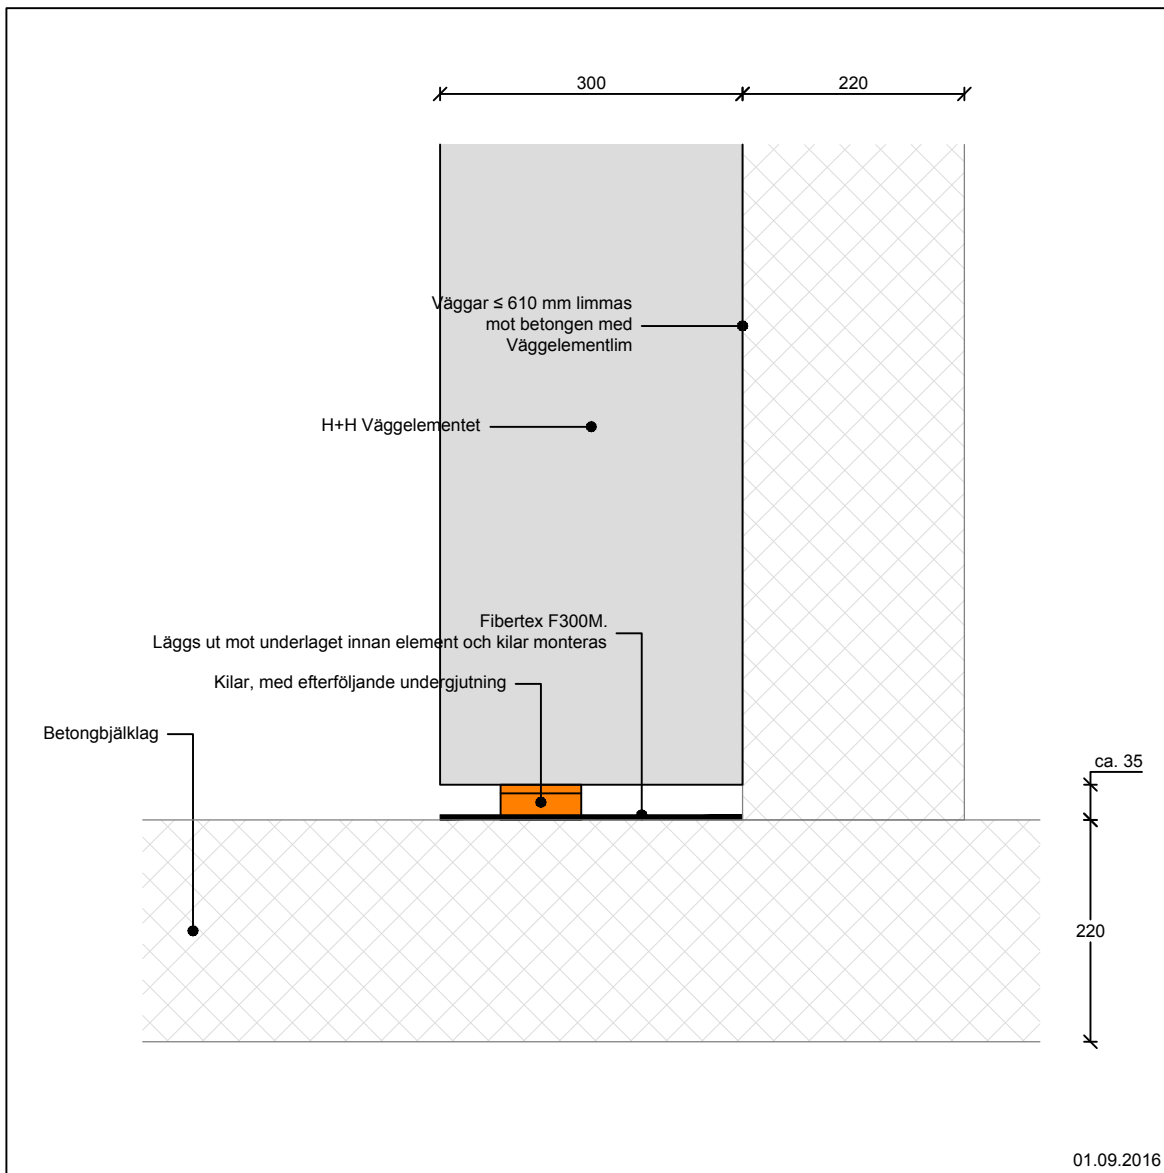 300
220
Väggar ≤ 610 mm limmas
mot betongen med
Väggelementlim
H+H Väggelementet
Fibertex F300M.
Läggs ut mot underlaget innan element och kilar monteras
Kilar, med efterföljande undergjutning
Betongbjälklag
ca. 35
220
01.09.2016